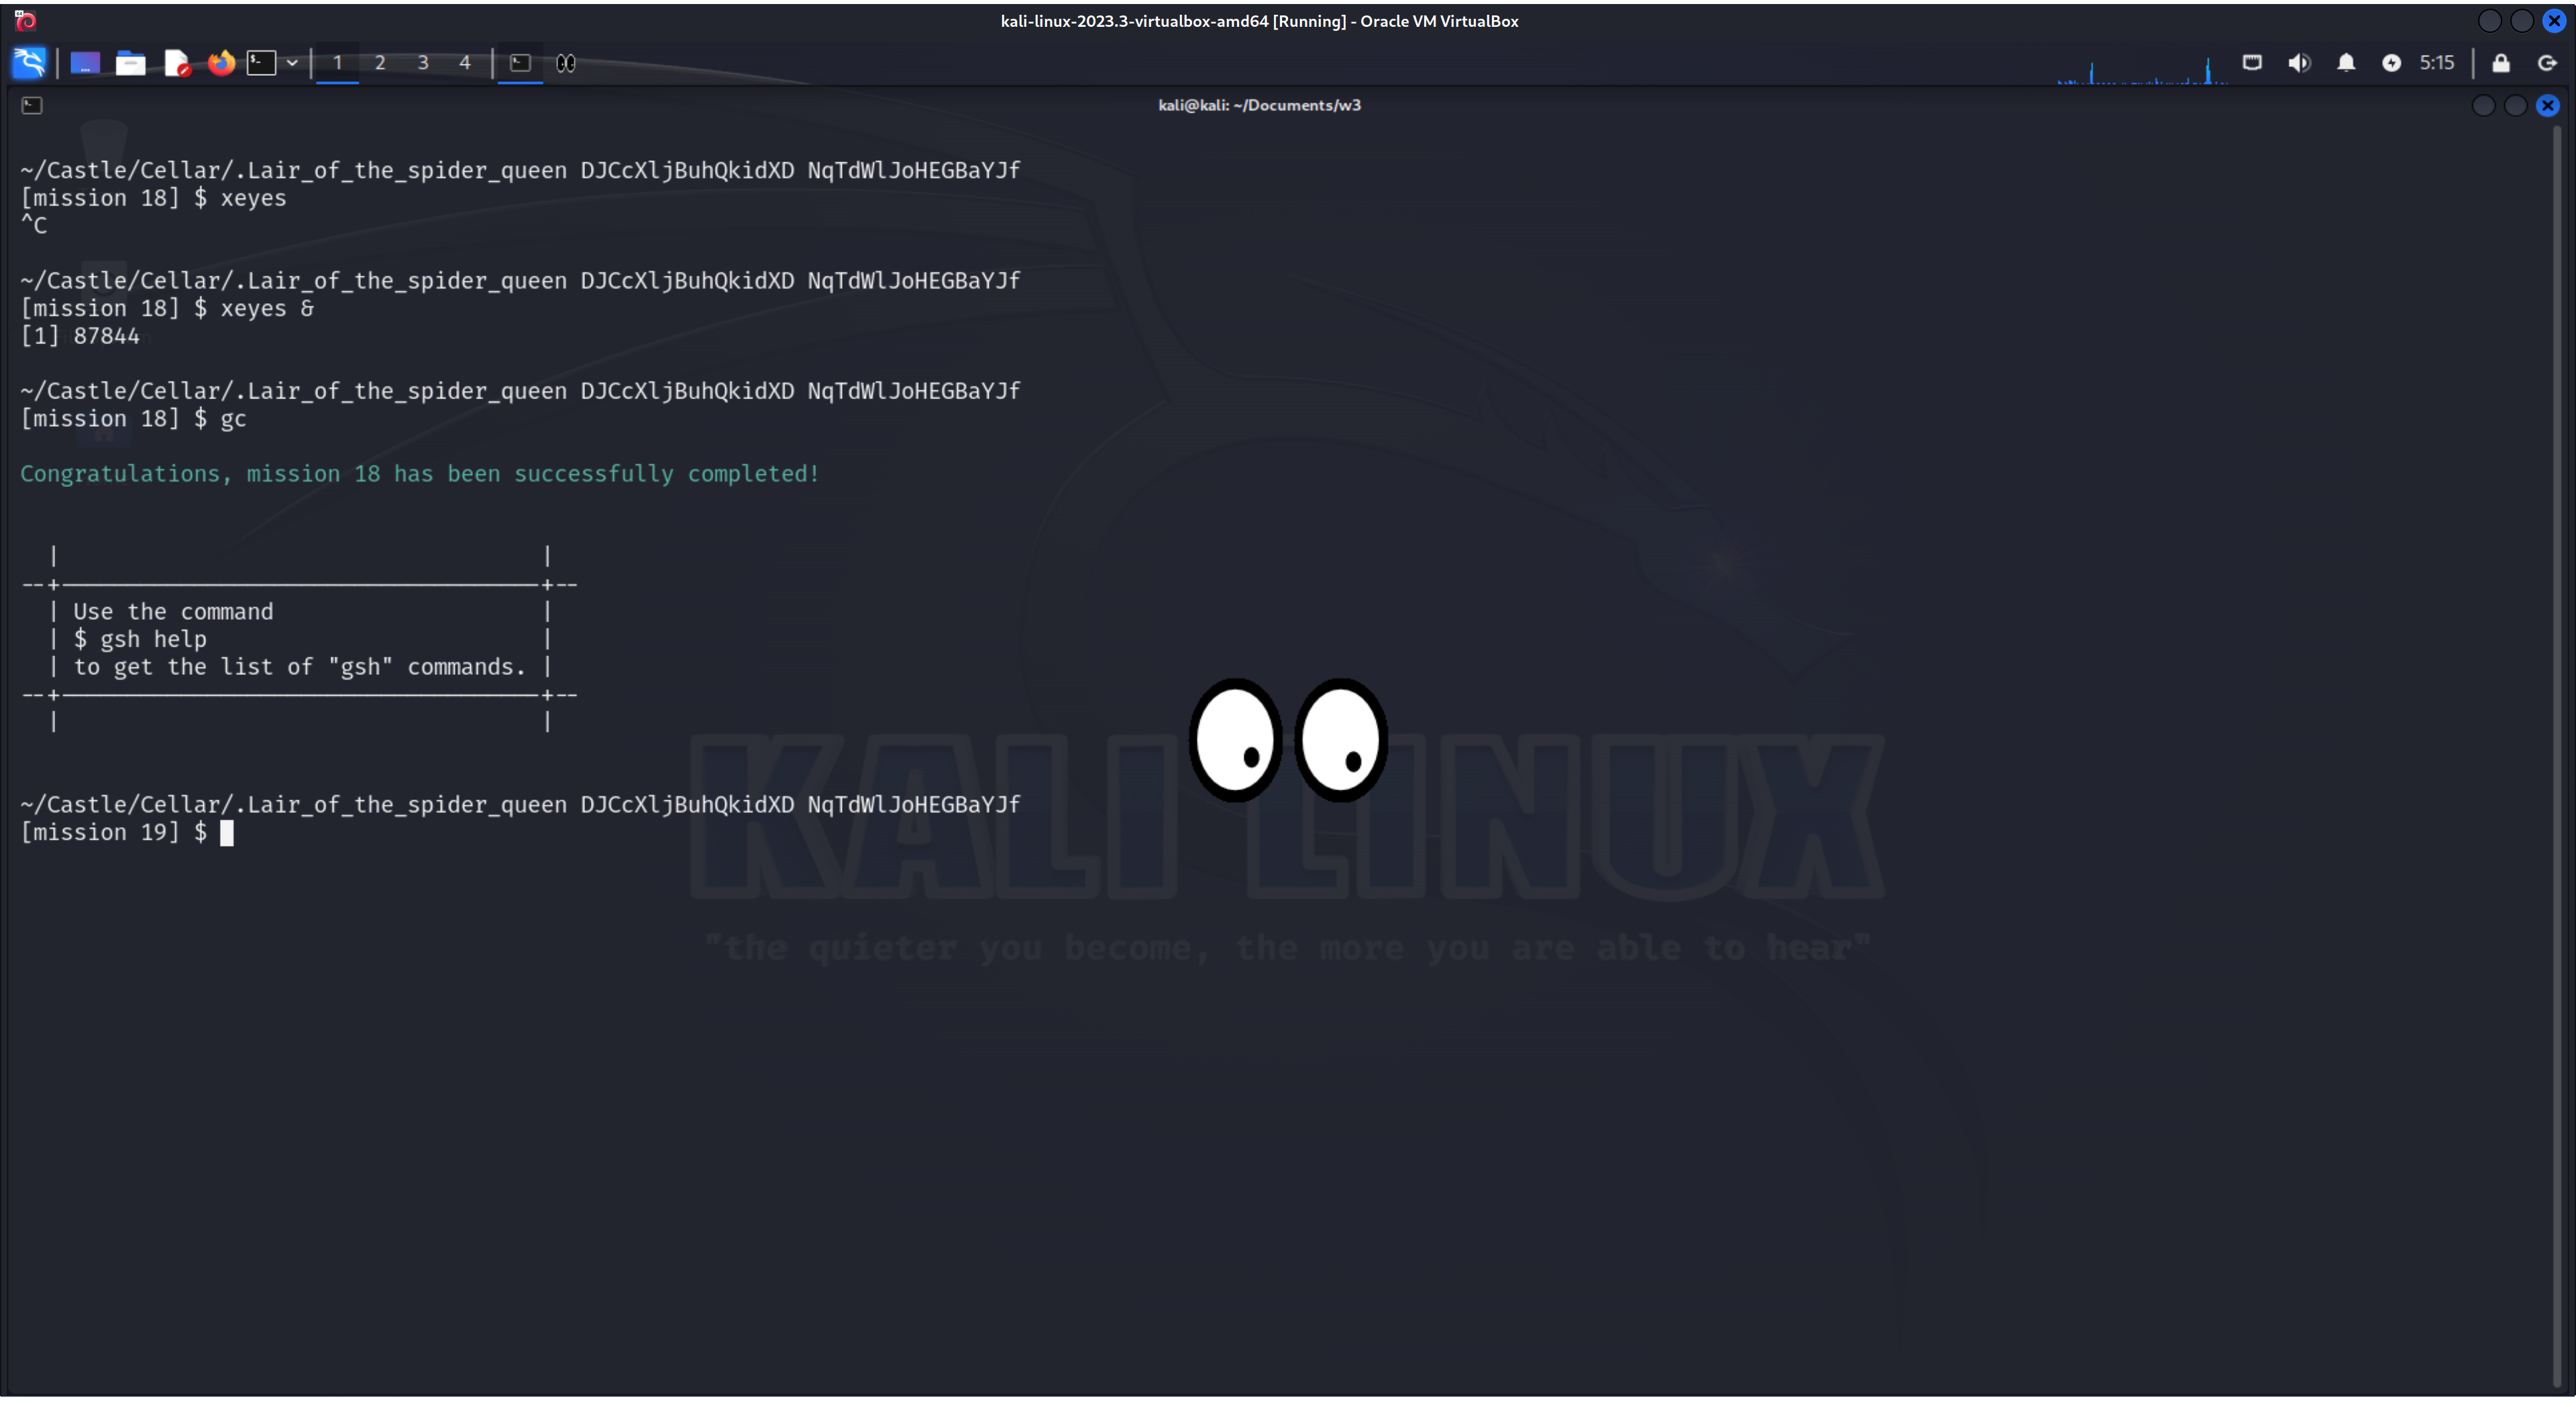 kali-linux-2023.3-virtualbox-amd64 [Running] - Oracle VM VirtualBox
1 2 3 4 5:15
kali@kali: ~/Documents/w3
~/Castle/Cellar/.Lair_of_the_spider_queen DJCcXljBuhQkidXD NqTdWlJoHEGBaYJf
[mission 18] $ xeyes
^C
~/Castle/Cellar/.Lair_of_the_spider_queen DJCcXljBuhQkidXD NqTdWlJoHEGBaYJf
[mission 18] $ xeyes &
[1] 87844
~/Castle/Cellar/.Lair_of_the_spider_queen DJCcXljBuhQkidXD NqTdWlJoHEGBaYJf
[mission 18] $ gc
Congratulations, mission 18 has been successfully completed!
Use the command
$ gsh help
to get the list of "gsh" commands.
~/Castle/Cellar/.Lair_of_the_spider_queen DJCcXljBuhQkidXD NqTdWlJoHEGBaYJf
[mission 19] $
KALI LINUX
"the quieter you become, the more you are able to hear"